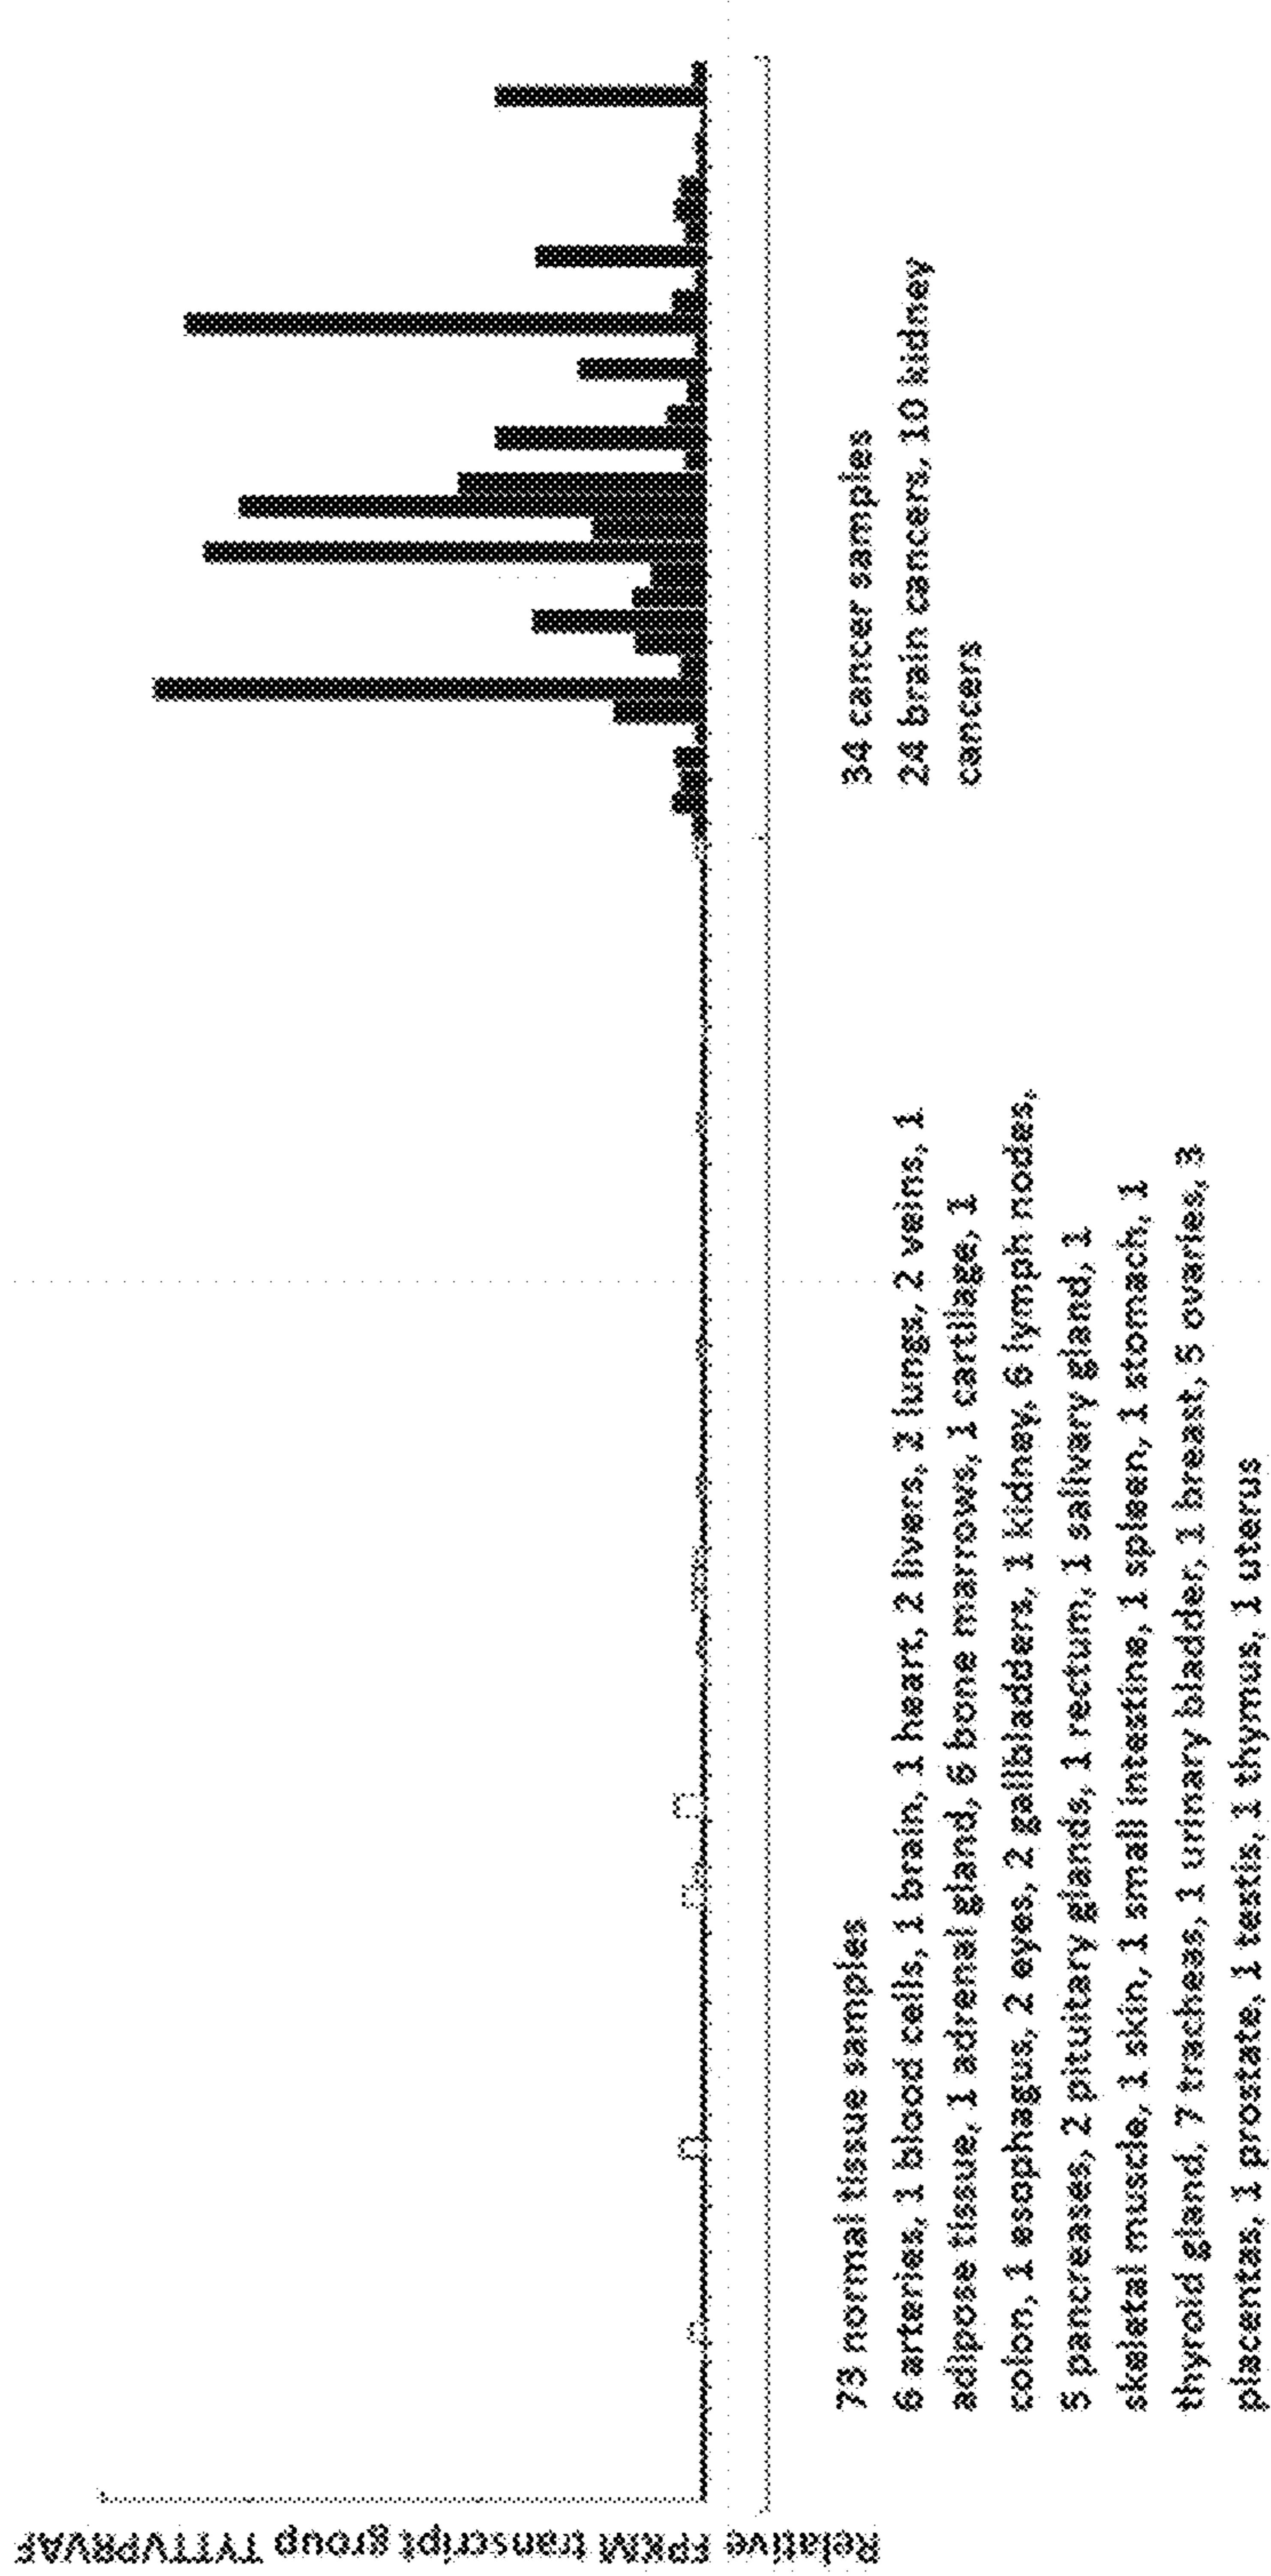 Relative FPKM transcript group TYTTVPRVAF
73 normal tissue samples
6 arteries, 1 blood cells, 1 brain, 1 heart, 2 livers, 2 lungs, 2 veins, 1
adipose tissue, 1 adrenal gland, 6 bone marrows, 1 cartilage, 1
colon, 1 esophagus, 2 eyes, 2 gallbladders, 1 kidney, 6 lymph nodes,
5 pancreases, 2 pituitary glands, 1 rectum, 1 salivary gland, 1
skeletal muscle, 1 skin, 1 small intestine, 1 spleen, 1 stomach, 1
thyroid gland, 7 tracheas, 1 urinary bladder, 1 breast, 5 ovaries, 3
placentas, 1 prostate, 1 testis, 1 thymus, 1 uterus
34 cancer samples
24 brain cancers, 10 kidney
cancers